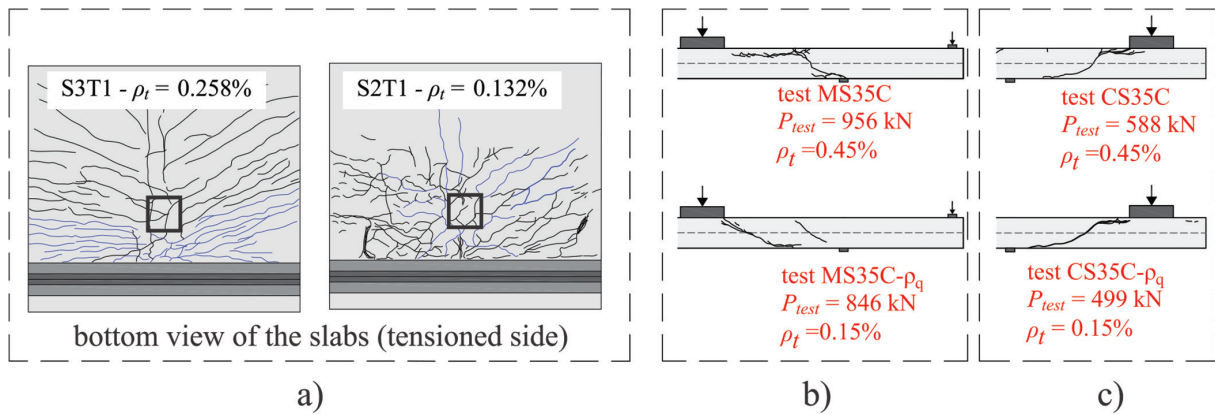 S3T1 - ρt = 0.258%
S2T1 - ρt = 0.132%
bottom view of the slabs (tensioned side)
a)
test MS35C
Ptest = 956 kN
ρt =0.45%
test MS35C-ρq
Ptest = 846 kN
ρt =0.15%
b)
test CS35C
Ptest = 588 kN
ρt =0.45%
test CS35C-ρq
Ptest = 499 kN
ρt = 0.15%
c)